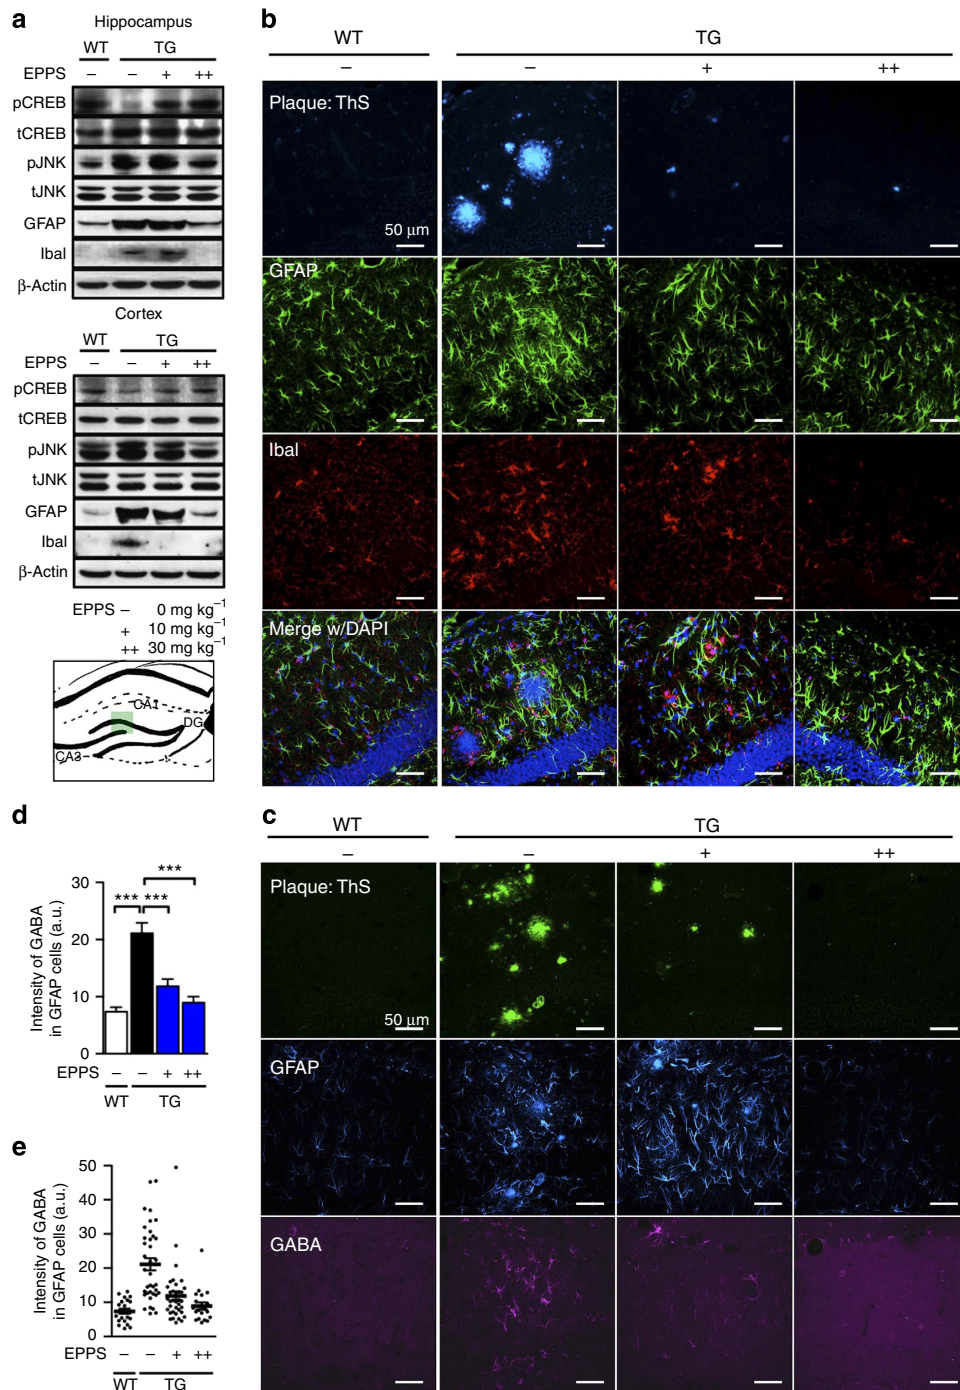 a
Hippocampus
WT TG
EPPS – – + ++
pCREB
tCREB
pJNK
tJNK
GFAP
Ibal
β-Actin
Cortex
WT TG
EPPS – – + ++
pCREB
tCREB
pJNK
tJNK
GFAP
Ibal
β-Actin
EPPS – 0 mg kg⁻¹
+ 10 mg kg⁻¹
++ 30 mg kg⁻¹
CA1
DG
CA3
b
WT TG
– – + ++
Plaque: ThS
50 μm
GFAP
Ibal
Merge w/DAPI
d
Intensity of GABA
in GFAP cells (a.u.)
30
20
10
0
*** *** ***
EPPS – – + ++
WT TG
c
WT TG
– – + ++
Plaque: ThS
50 μm
GFAP
GABA
e
Intensity of GABA
in GFAP cells (a.u.)
50
40
30
20
10
0
EPPS – – + ++
WT TG